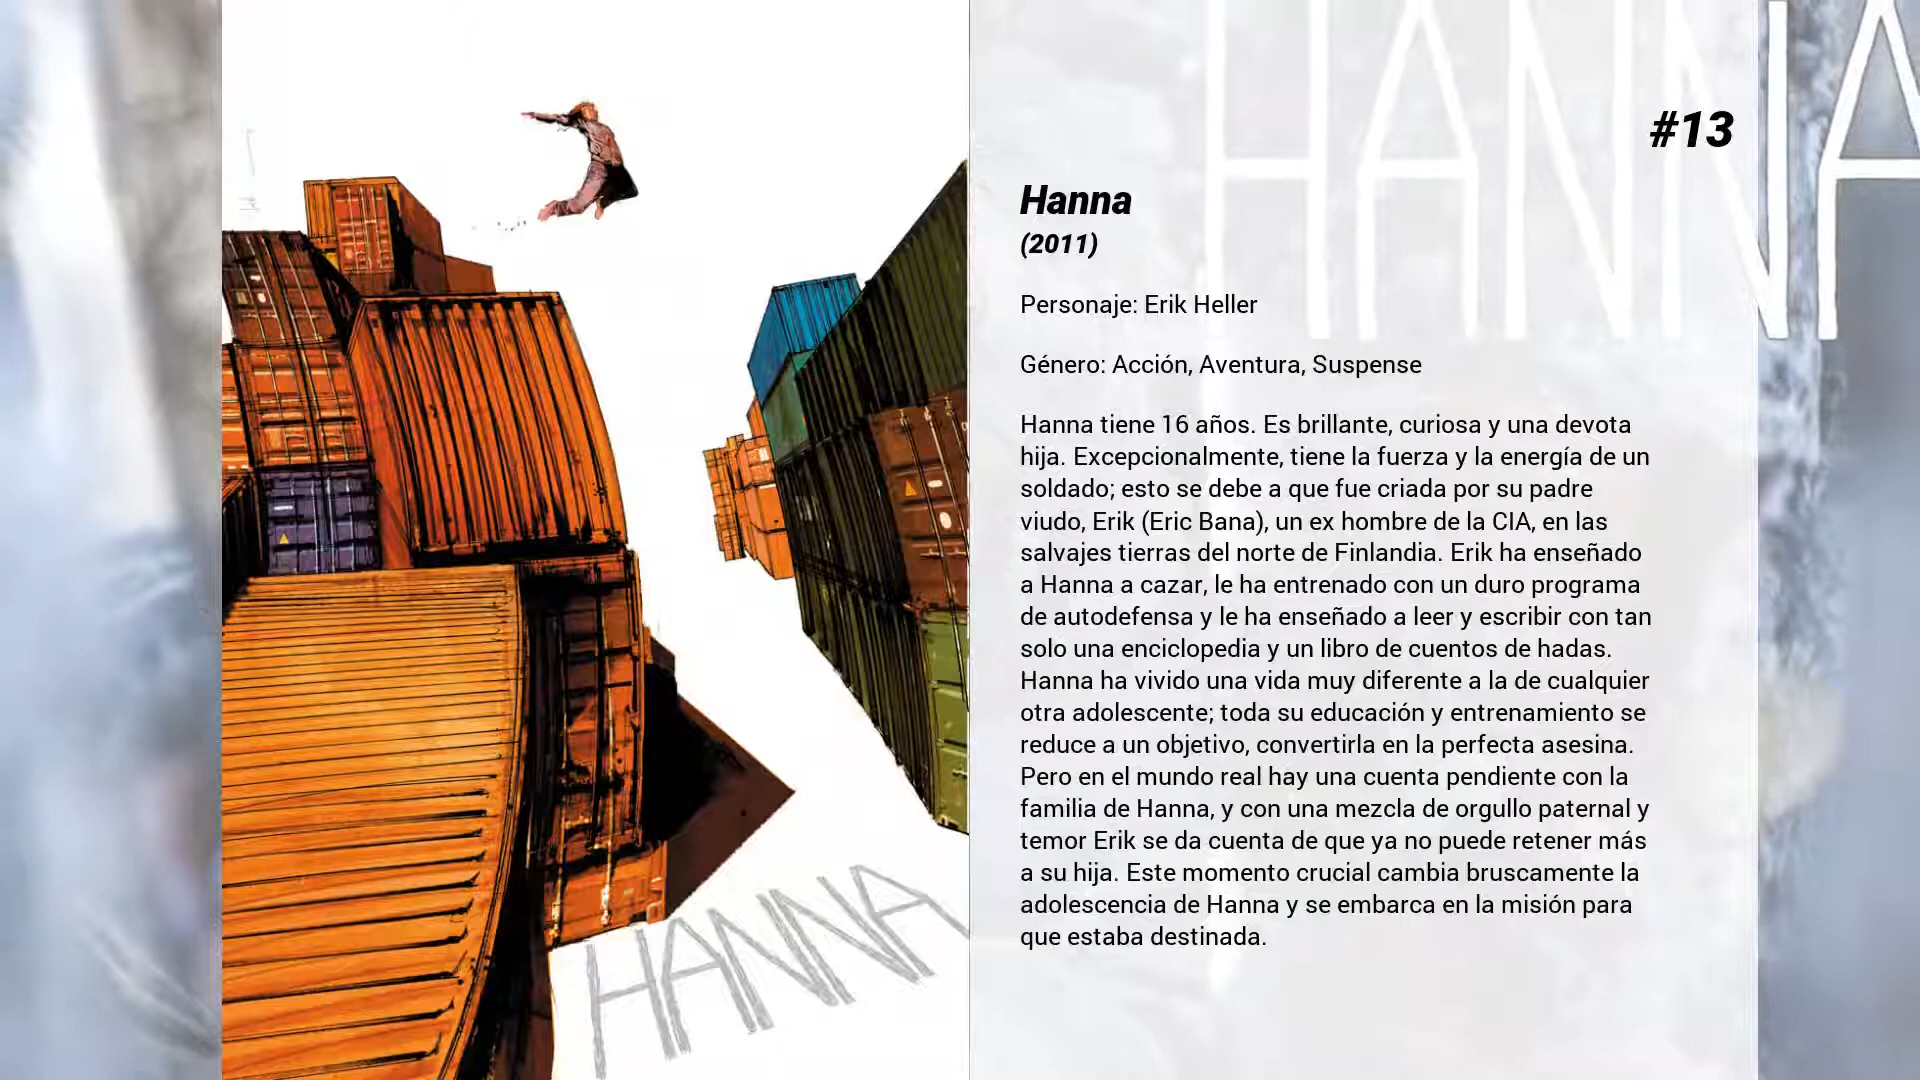 HANNA
HANNA
#13
Hanna
(2011)
Personaje: Erik Heller
Género: Acción, Aventura, Suspense
Hanna tiene 16 años. Es brillante, curiosa y una devota
hija. Excepcionalmente, tiene la fuerza y la energía de un
soldado; esto se debe a que fue criada por su padre
viudo, Erik (Eric Bana), un ex hombre de la CIA, en las
salvajes tierras del norte de Finlandia. Erik ha enseñado
a Hanna a cazar, le ha entrenado con un duro programa
de autodefensa y le ha enseñado a leer y escribir con tan
solo una enciclopedia y un libro de cuentos de hadas.
Hanna ha vivido una vida muy diferente a la de cualquier
otra adolescente; toda su educación y entrenamiento se
reduce a un objetivo, convertirla en la perfecta asesina.
Pero en el mundo real hay una cuenta pendiente con la
familia de Hanna, y con una mezcla de orgullo paternal y
temor Erik se da cuenta de que ya no puede retener más
a su hija. Este momento crucial cambia bruscamente la
adolescencia de Hanna y se embarca en la misión para
que estaba destinada.